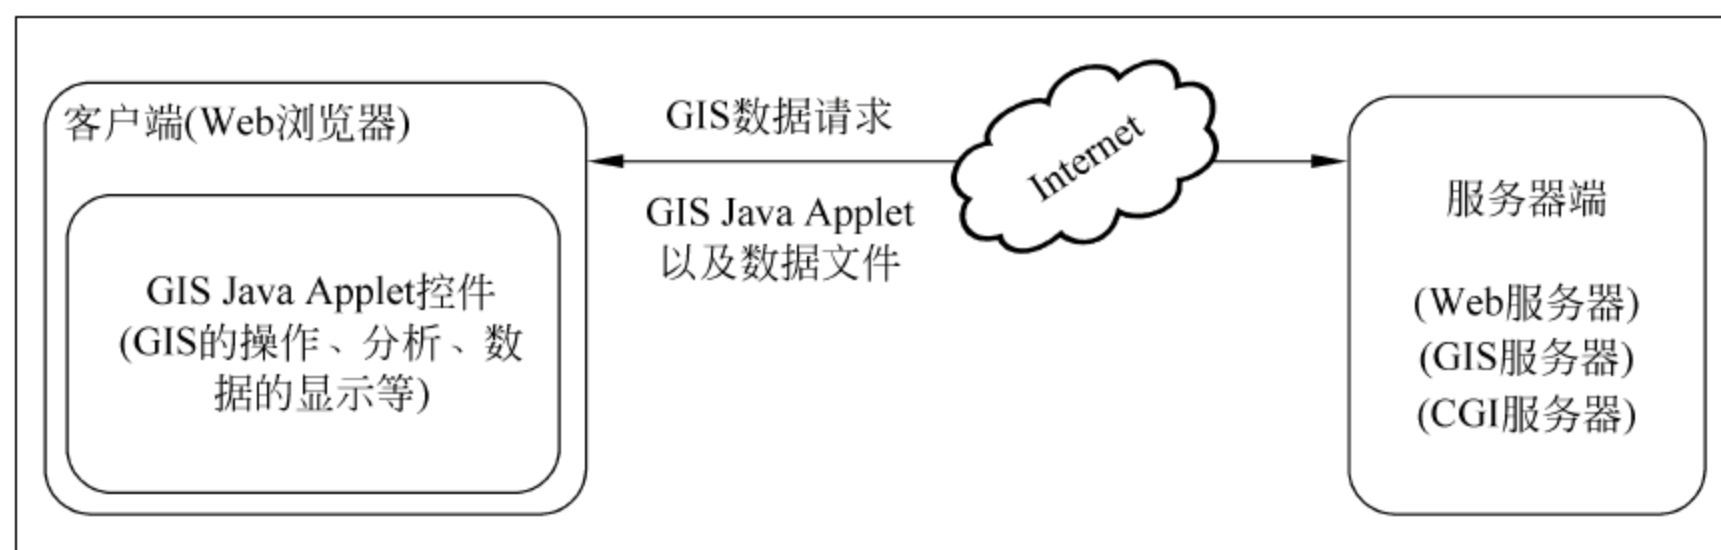 客户端(Web浏览器)
GIS Java Applet控件
(GIS的操作、分析、数
据的显示等)
GIS数据请求
GIS Java Applet
以及数据文件
Internet
服务器端
(Web服务器)
(GIS服务器)
(CGI服务器)